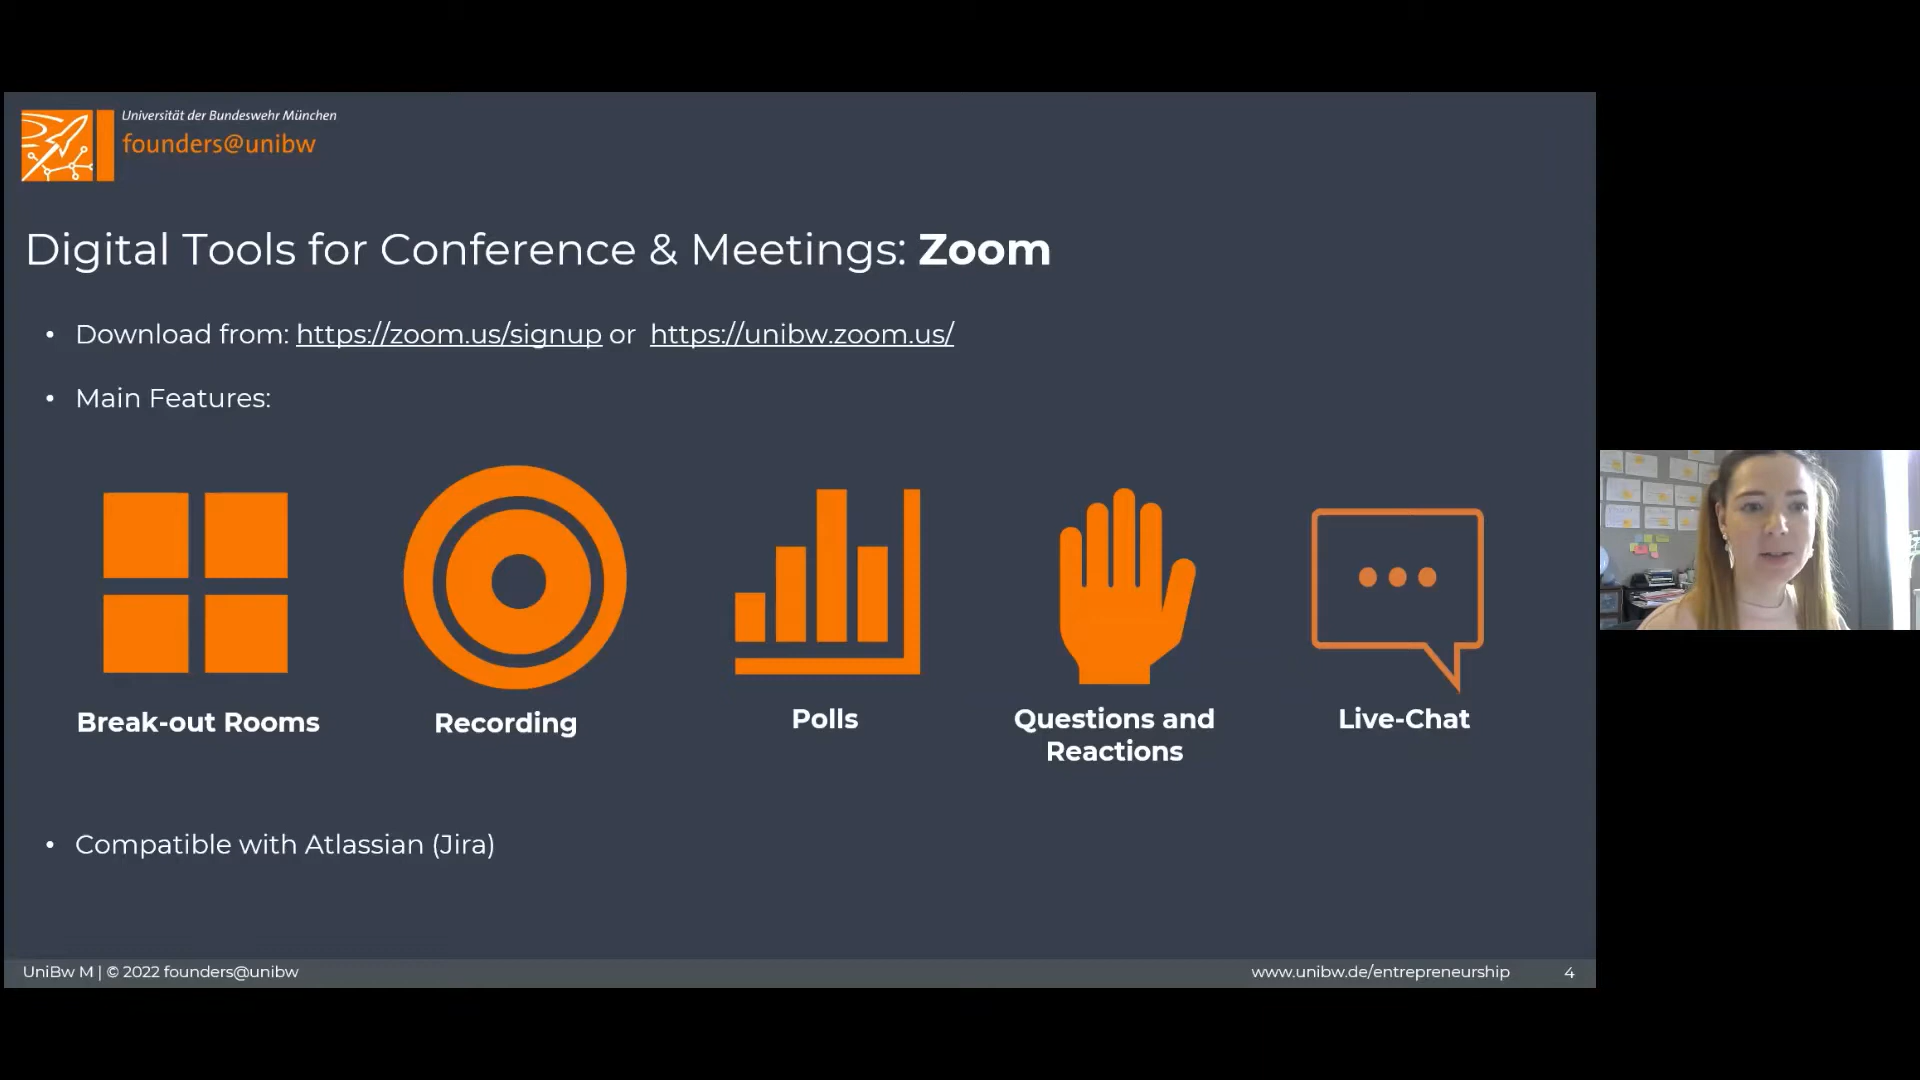 Universität der Bundeswehr München
founders@unibw
Digital Tools for Conference & Meetings: Zoom
• Download from: https://zoom.us/signup or https://unibw.zoom.us/
• Main Features:
Break-out Rooms
Recording
Polls
Questions and
Reactions
Live-Chat
• Compatible with Atlassian (Jira)
UniBw M | © 2022 founders@unibw
www.unibw.de/entrepreneurship
4